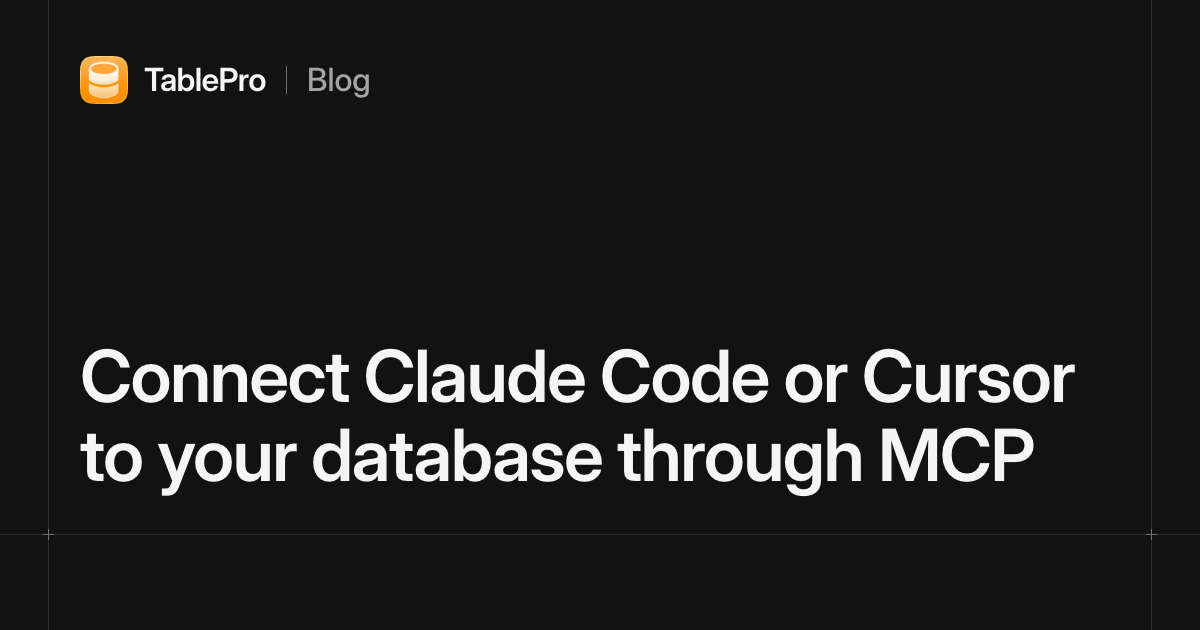 TablePro | Blog
Connect Claude Code or Cursor
to your database through MCP